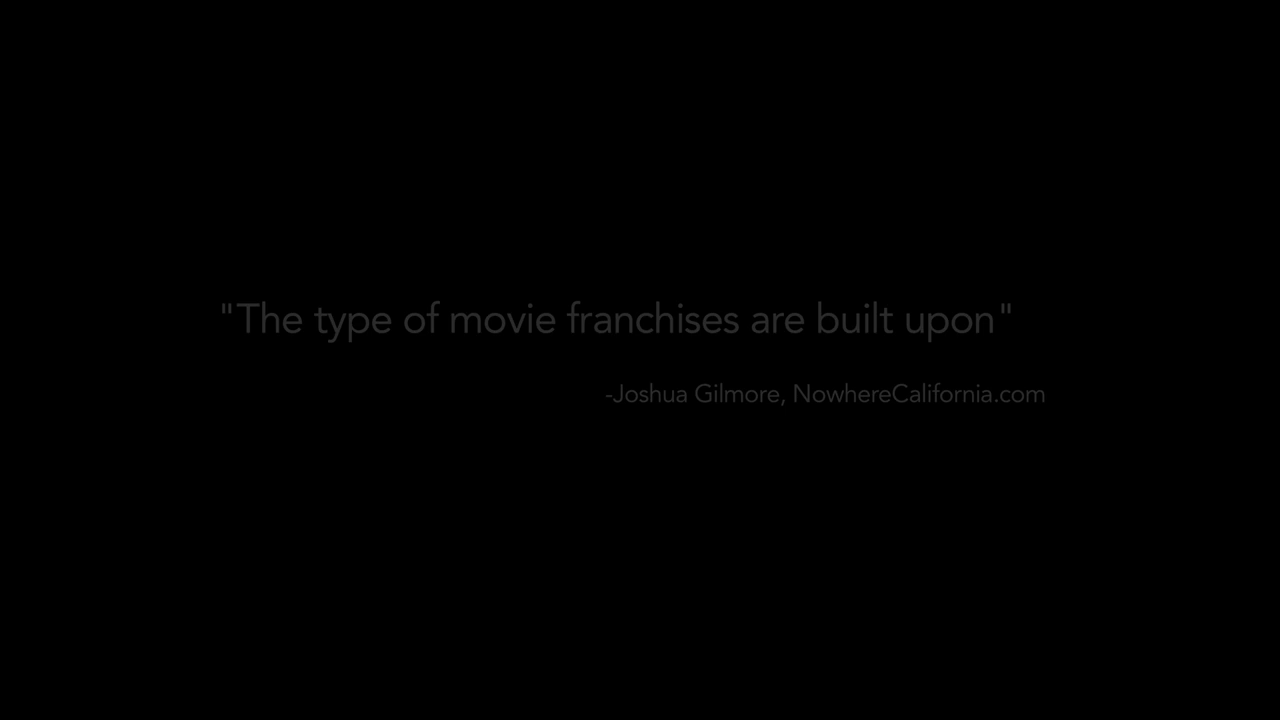 "The type of movie franchises are built upon"
-Joshua Gilmore, NowhereCalifornia.com